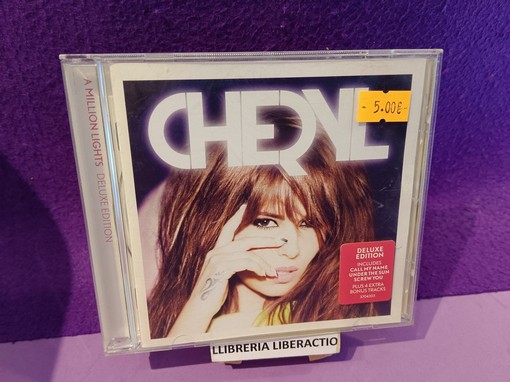 A MILLION LIGHTS DELUXE EDITION
CHERYL
- 5.00€
DELUXE
EDITION
INCLUDES
CALL MY NAME
UNDER THE SUN
SCREW YOU
PLUS 4 EXTRA
BONUS TRACKS
LLIBRERIA LIBERACTIO